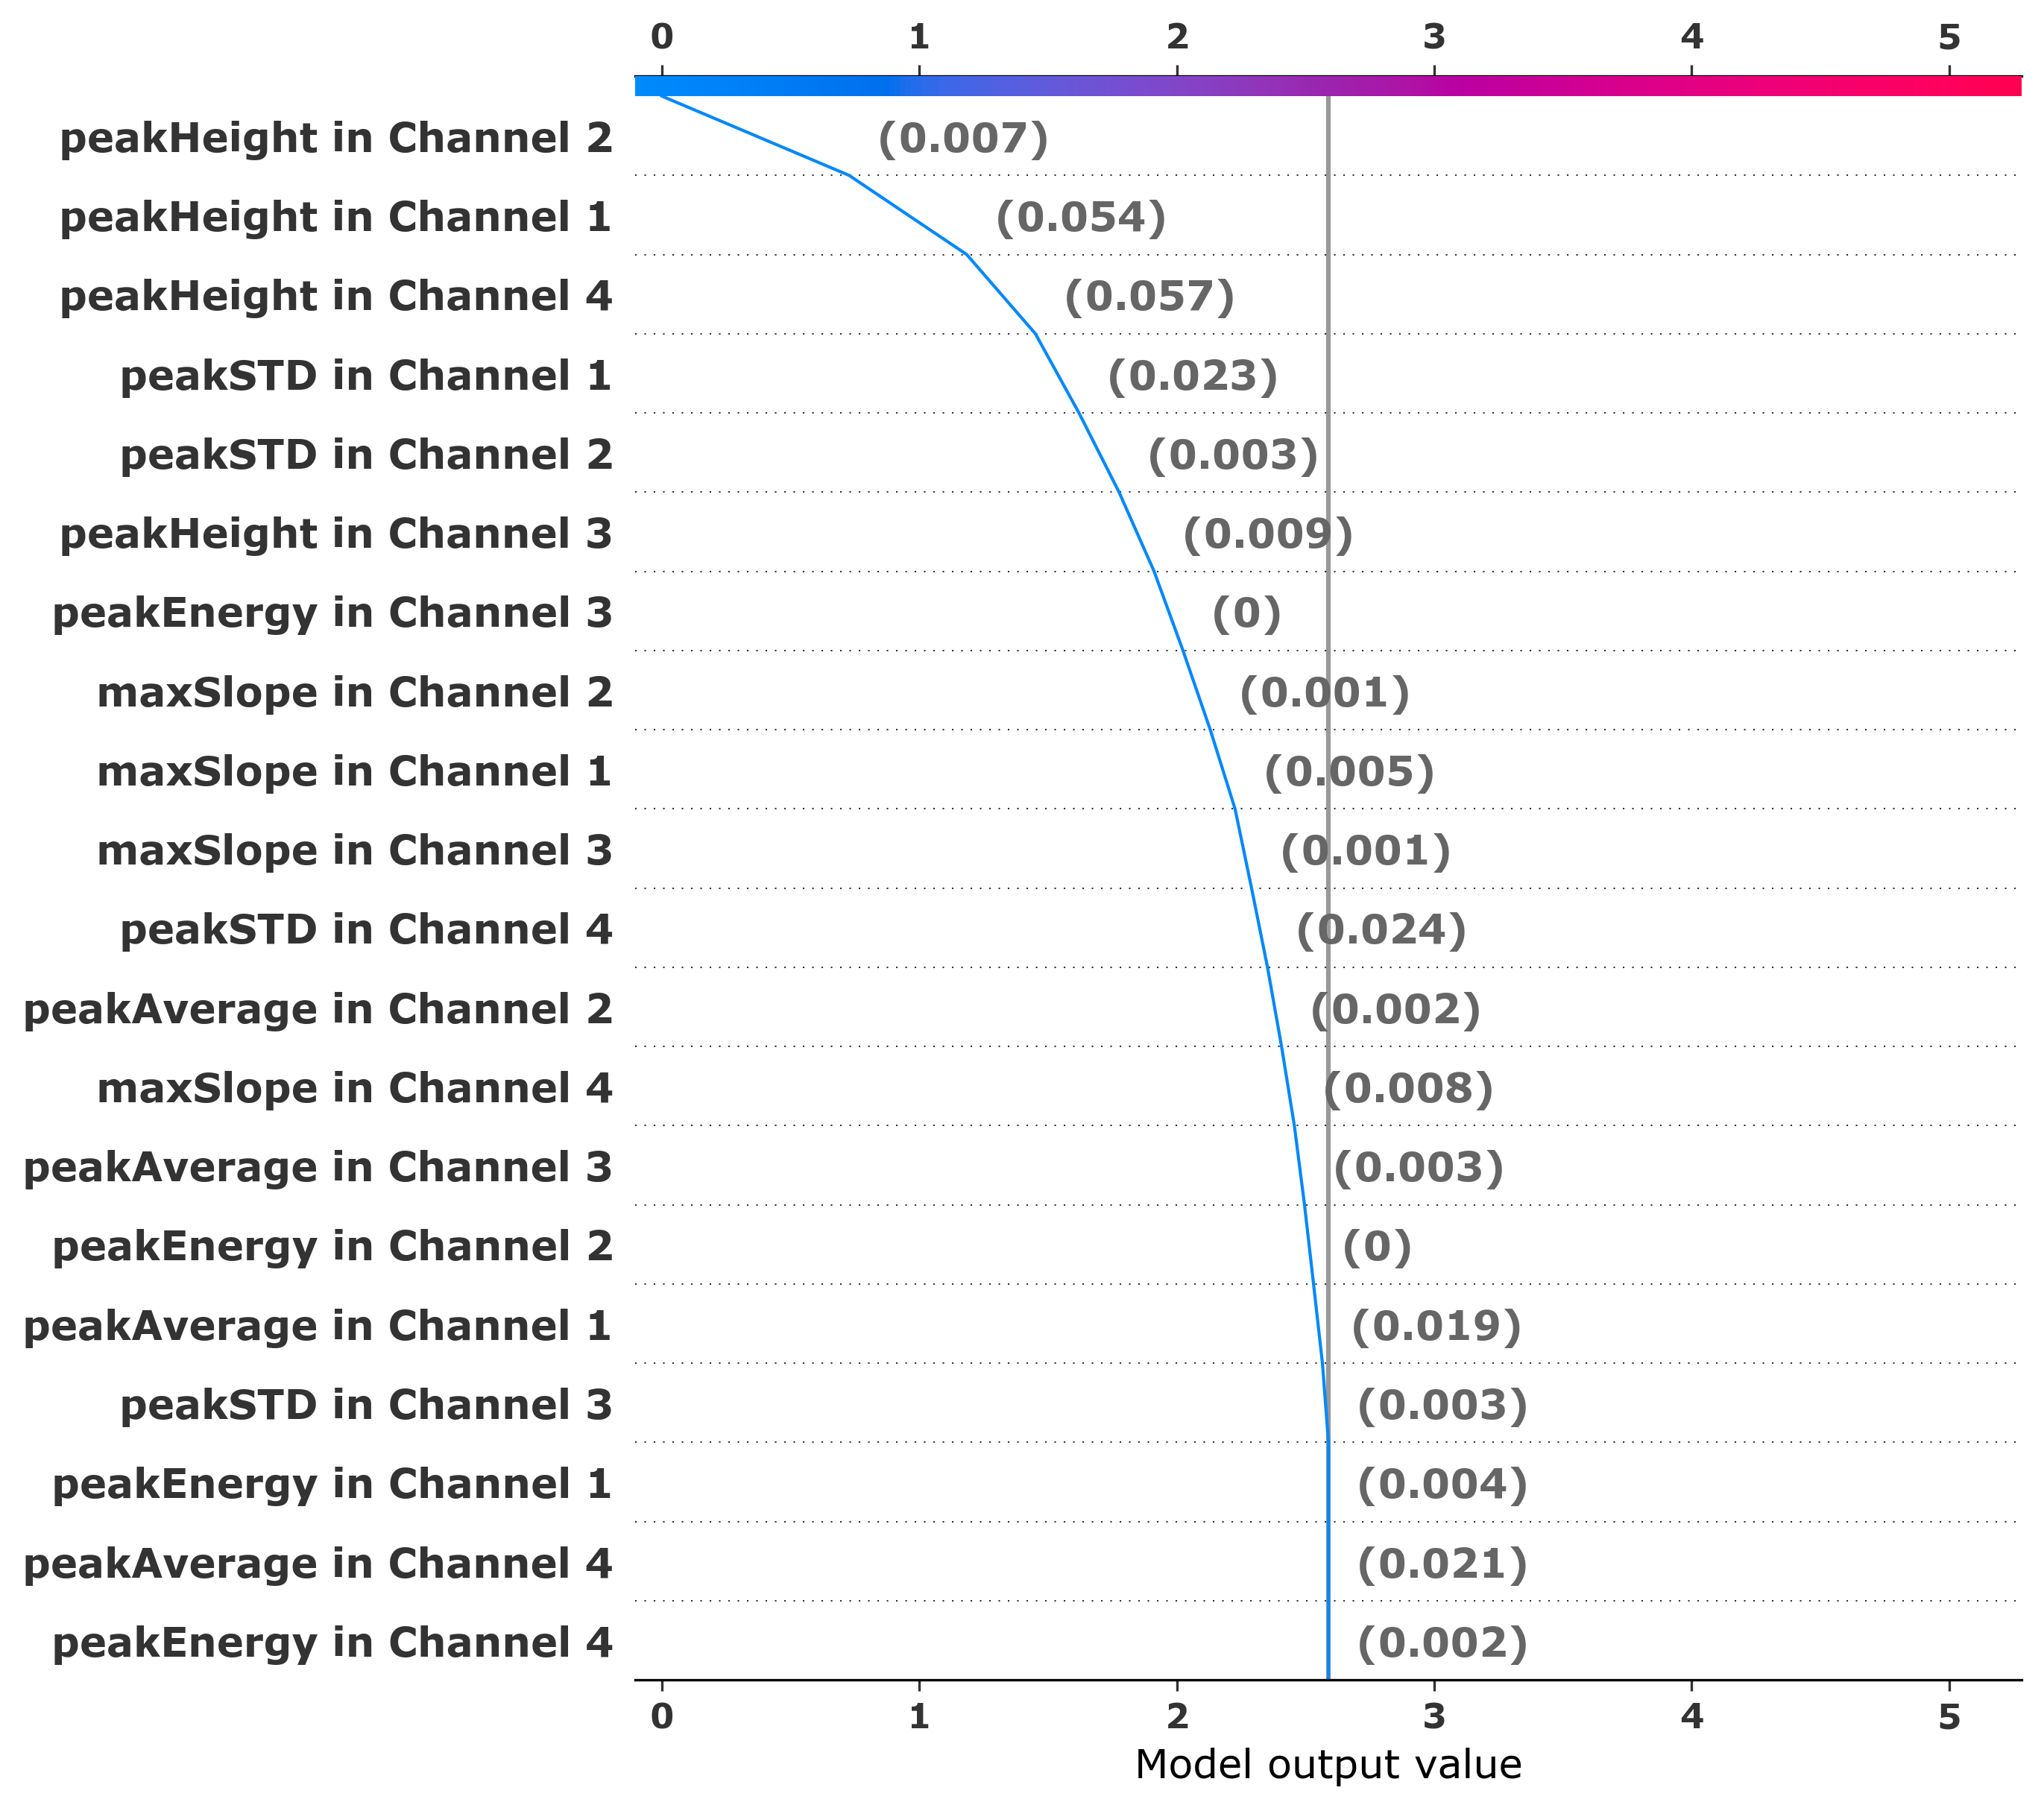 0 1 2 3 4 5
peakHeight in Channel 2 (0.007)
peakHeight in Channel 1 (0.054)
peakHeight in Channel 4 (0.057)
peakSTD in Channel 1 (0.023)
peakSTD in Channel 2 (0.003)
peakHeight in Channel 3 (0.009)
peakEnergy in Channel 3 (0)
maxSlope in Channel 2 (0.001)
maxSlope in Channel 1 (0.005)
maxSlope in Channel 3 (0.001)
peakSTD in Channel 4 (0.024)
peakAverage in Channel 2 (0.002)
maxSlope in Channel 4 (0.008)
peakAverage in Channel 3 (0.003)
peakEnergy in Channel 2 (0)
peakAverage in Channel 1 (0.019)
peakSTD in Channel 3 (0.003)
peakEnergy in Channel 1 (0.004)
peakAverage in Channel 4 (0.021)
peakEnergy in Channel 4 (0.002)
0 1 2 3 4 5
Model output value